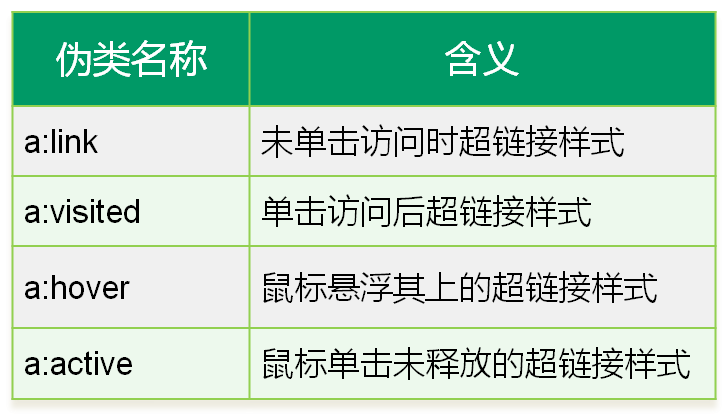 伪类名称 含义
a:link 未单击访问时超链接样式
a:visited 单击访问后超链接样式
a:hover 鼠标悬浮其上的超链接样式
a:active 鼠标单击未释放的超链接样式